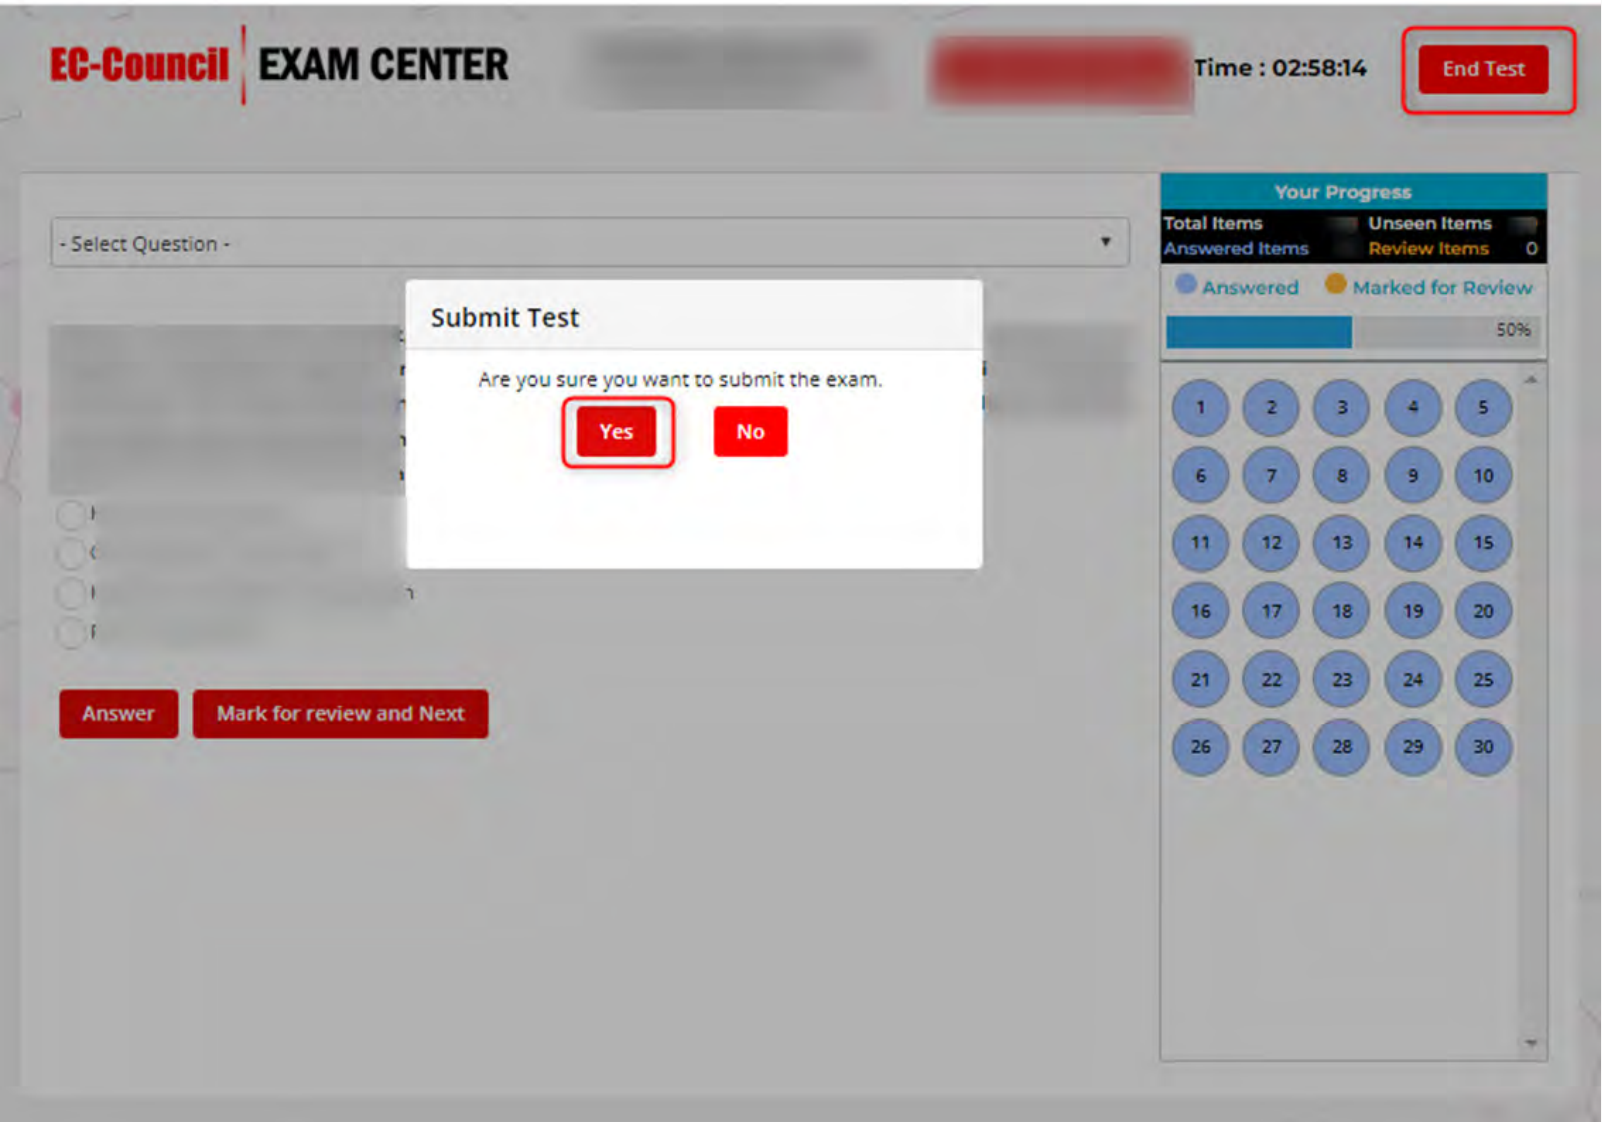 EC-Council EXAM CENTER
Time : 02:58:14
End Test
Your Progress
Total Items Unseen Items
Answered Items Review Items 0
Answered Marked for Review
50%
- Select Question -
Submit Test
Are you sure you want to submit the exam.
Yes No
1 2 3 4 5
6 7 8 9 10
11 12 13 14 15
16 17 18 19 20
21 22 23 24 25
26 27 28 29 30
Answer Mark for review and Next